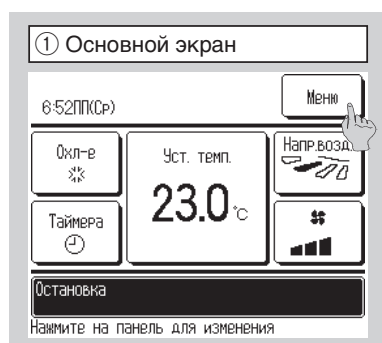 ① Основной экран
6:52ПП(Ср)
Меню
Охл-е
Уст. темп.
Напр.возд.
23.0°c
Таймера
Остановка
Нажмите на панель для изменения